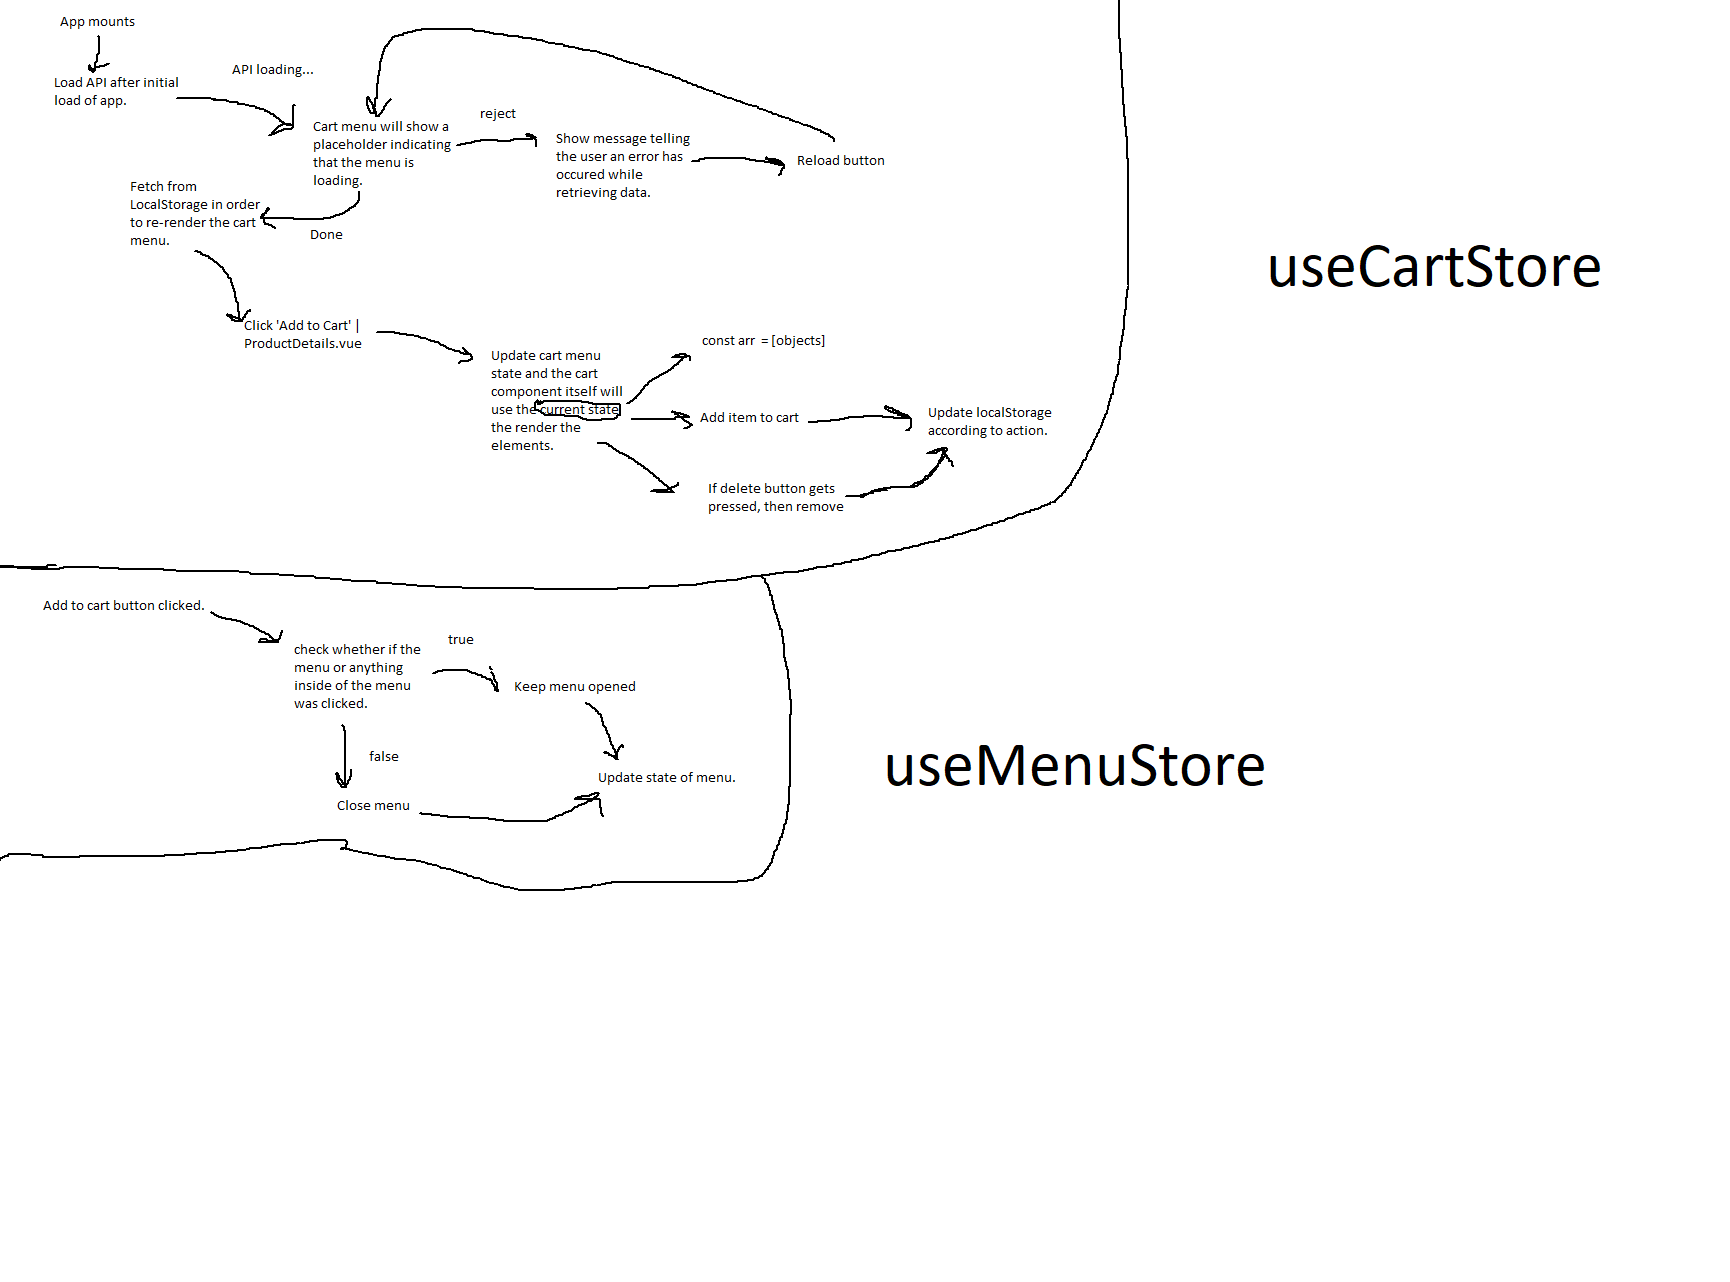 App mounts
Load API after initial
load of app.
API loading...
Cart menu will show a
placeholder indicating
that the menu is
loading.
reject
Show message telling
the user an error has
occured while
retrieving data.
Reload button
Fetch from
LocalStorage in order
to re-render the cart
menu.
Done
useCartStore
Click 'Add to Cart' |
ProductDetails.vue
Update cart menu
state and the cart
component itself will
use the current state
the render the
elements.
const arr = [objects]
Add item to cart
Update localStorage
according to action.
If delete button gets
pressed, then remove
Add to cart button clicked.
check whether if the
menu or anything
inside of the menu
was clicked.
true
Keep menu opened
false
Close menu
Update state of menu.
useMenuStore